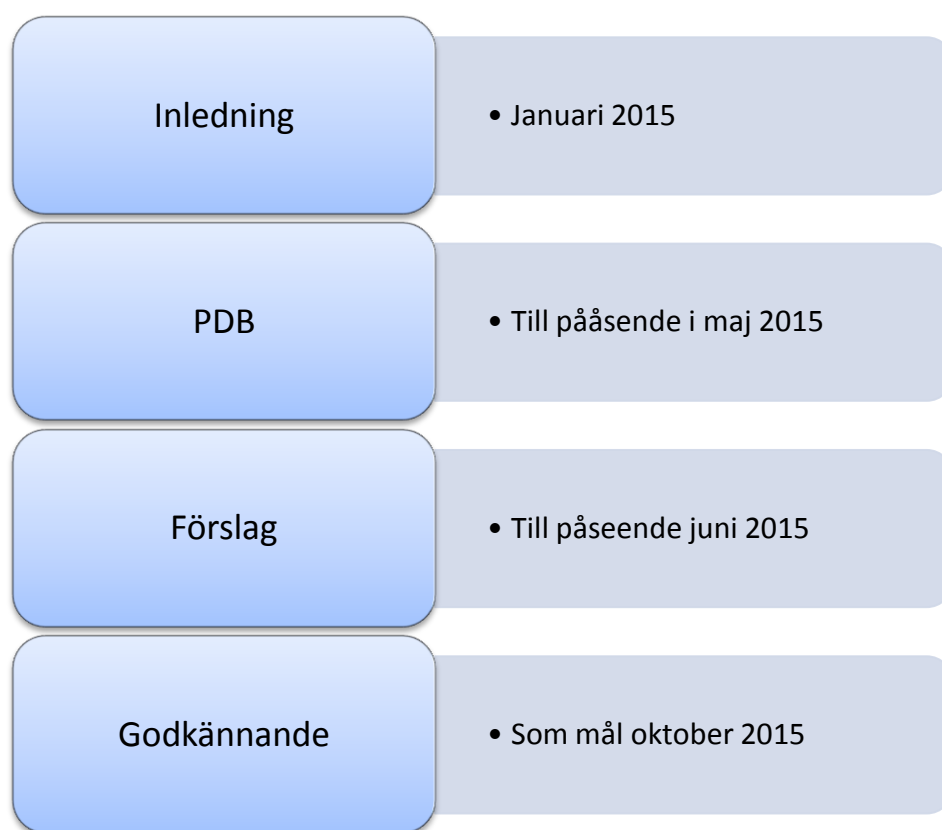 Inledning
• Januari 2015
PDB
• Till pååsende i maj 2015
Förslag
• Till påseende juni 2015
Godkännande
• Som mål oktober 2015